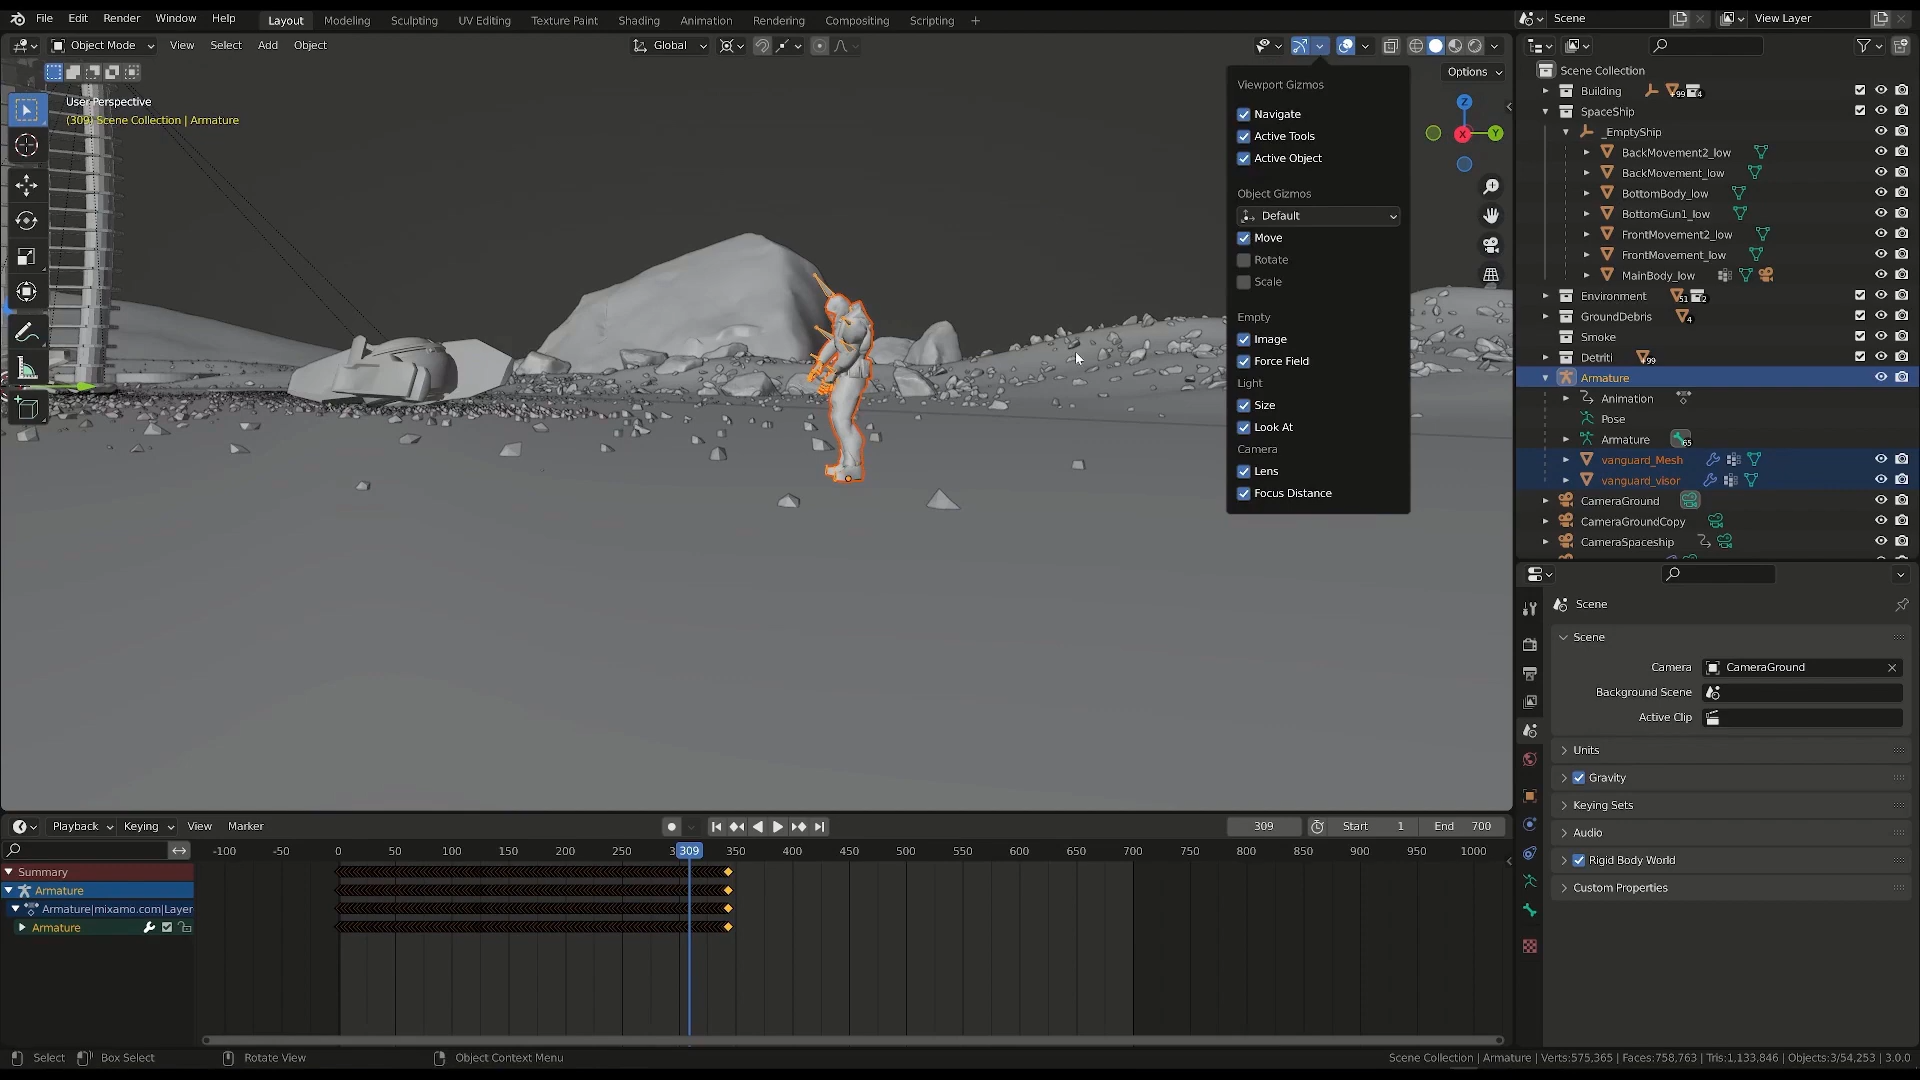 File Edit Render Window Help Layout Modeling Sculpting UV Editing Texture Paint Shading Animation Rendering Compositing Scripting + Scene View Layer
Object Mode View Select Add Object Global
Options
User Perspective
(309) Scene Collection | Armature
Z
X
Y
Viewport Gizmos
Navigate
Active Tools
Active Object
Object Gizmos
Default
Move
Rotate
Scale
Empty
Image
Force Field
Light
Size
Look At
Camera
Lens
Focus Distance
Scene Collection
Building +99 4
SpaceShip
_EmptyShip
BackMovement2_low
BackMovement_low
BottomBody_low
BottomGun1_low
FrontMovement2_low
FrontMovement_low
MainBody_low
Environment 51 2
GroundDebris 4
Smoke
Detriti +99
Armature
Animation
Pose
Armature 65
vanguard_Mesh
vanguard_visor
CameraGround
CameraGroundCopy
CameraSpaceship
Scene
Scene
Camera CameraGround
Background Scene
Active Clip
Units
Gravity
Keying Sets
Audio
Rigid Body World
Custom Properties
Playback Keying View Marker 309 Start 1 End 700
-100 -50 0 50 100 150 200 250 309 350 400 450 500 550 600 650 700 750 800 850 900 950 1000
Summary
Armature
Armature|mixamo.com|Layer
Armature
Select Box Select Rotate View Object Context Menu Scene Collection | Armature | Verts:575,365 | Faces:758,763 | Tris:1,133,846 | Objects:3/54,253 | 3.0.0